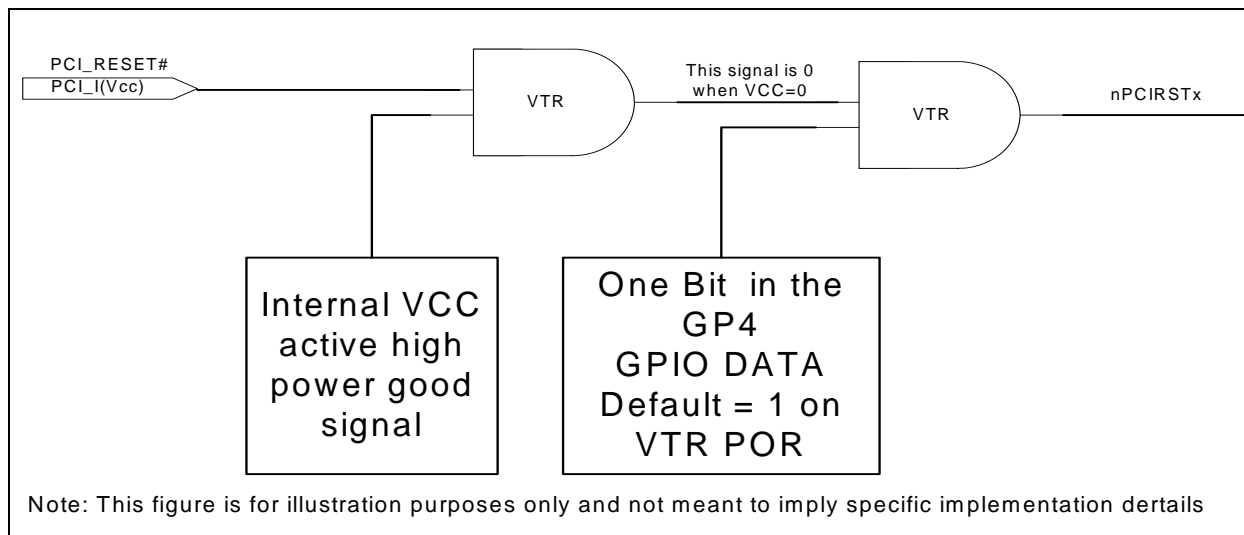 PCI_RESET#
PCI_I(Vcc)
VTR
This signal is 0
when VCC=0
VTR
nPCIRSTx
Internal VCC
active high
power good
signal
One Bit in the
GP4
GPIO DATA
Default = 1 on
VTR POR
Note: This figure is for illustration purposes only and not meant to imply specific implementation dertails